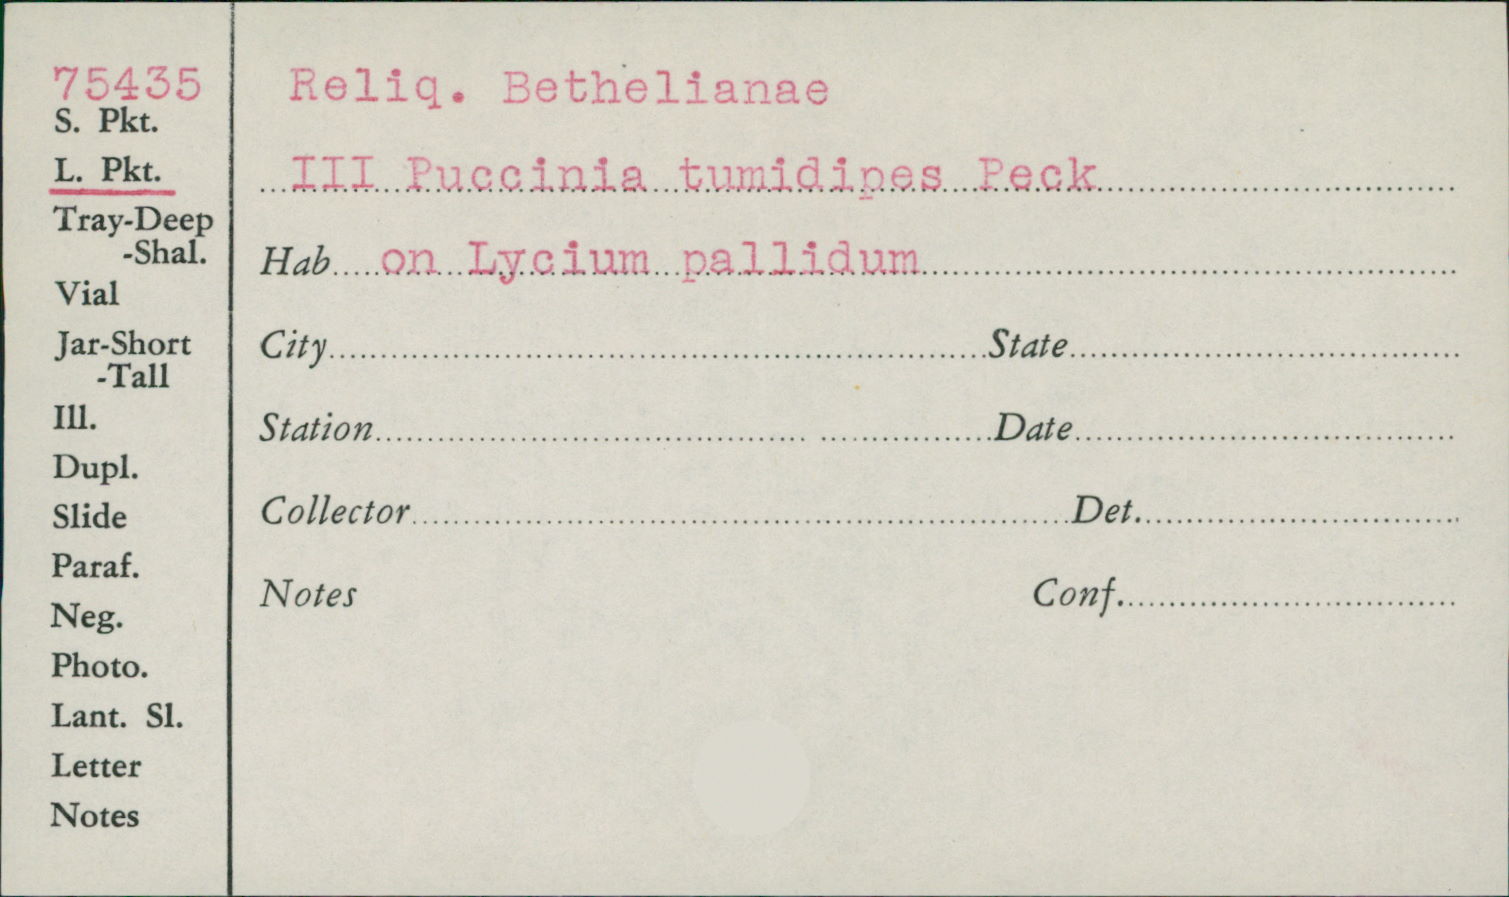 75435
S. Pkt.
L. Pkt.
Tray-Deep
-Shal.
Vial
Jar-Short
-Tall
Ill.
Dupl.
Slide
Paraf.
Neg.
Photo.
Lant. Sl.
Letter
Notes
Reliq. Bethelianae
III Puccinia tumidipes Peck
Hab on Lycium pallidum
City State
Station Date
Collector Det.
Notes Conf.